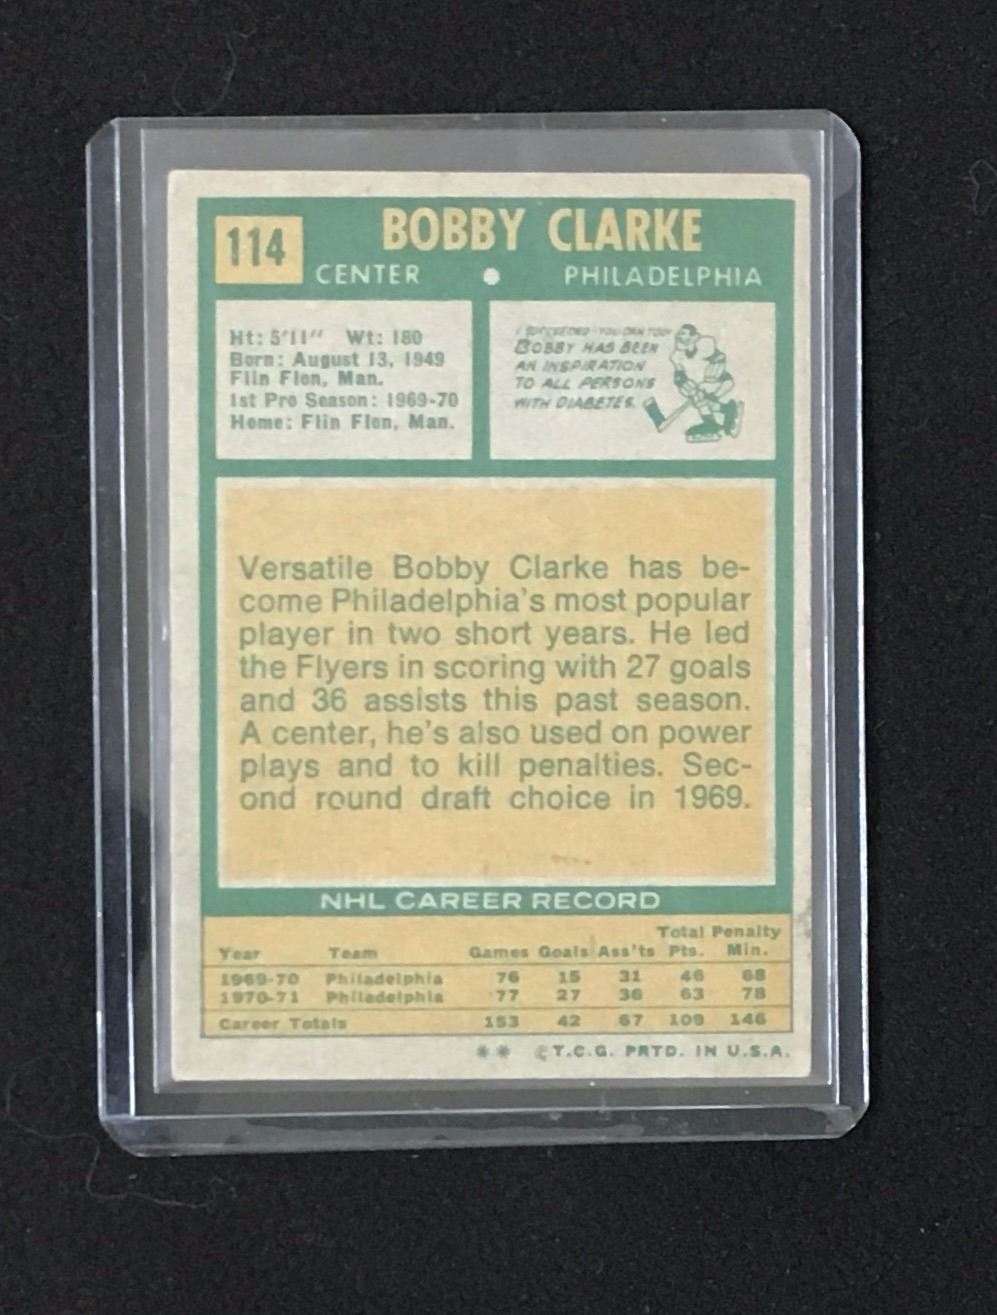 114
BOBBY CLARKE
CENTER • PHILADELPHIA
Ht: 5'11" Wt: 180
Born: August 13, 1949
Flin Flon, Man.
1st Pro Season: 1969-70
Home: Flin Flon, Man.
I SUCCEEDED-YOU CAN TOO!
BOBBY HAS BEEN
AN INSPIRATION
TO ALL PERSONS
WITH DIABETES.
Versatile Bobby Clarke has be-
come Philadelphia's most popular
player in two short years. He led
the Flyers in scoring with 27 goals
and 36 assists this past season.
A center, he's also used on power
plays and to kill penalties. Sec-
ond round draft choice in 1969.
NHL CAREER RECORD
Total Penalty
Year Team Games Goals Ass'ts Pts. Min.
1969-70 Philadelphia 76 15 31 46 68
1970-71 Philadelphia 77 27 36 63 78
Career Totals 153 42 67 109 146
** ©T.C.G. PRTD. IN U.S.A.